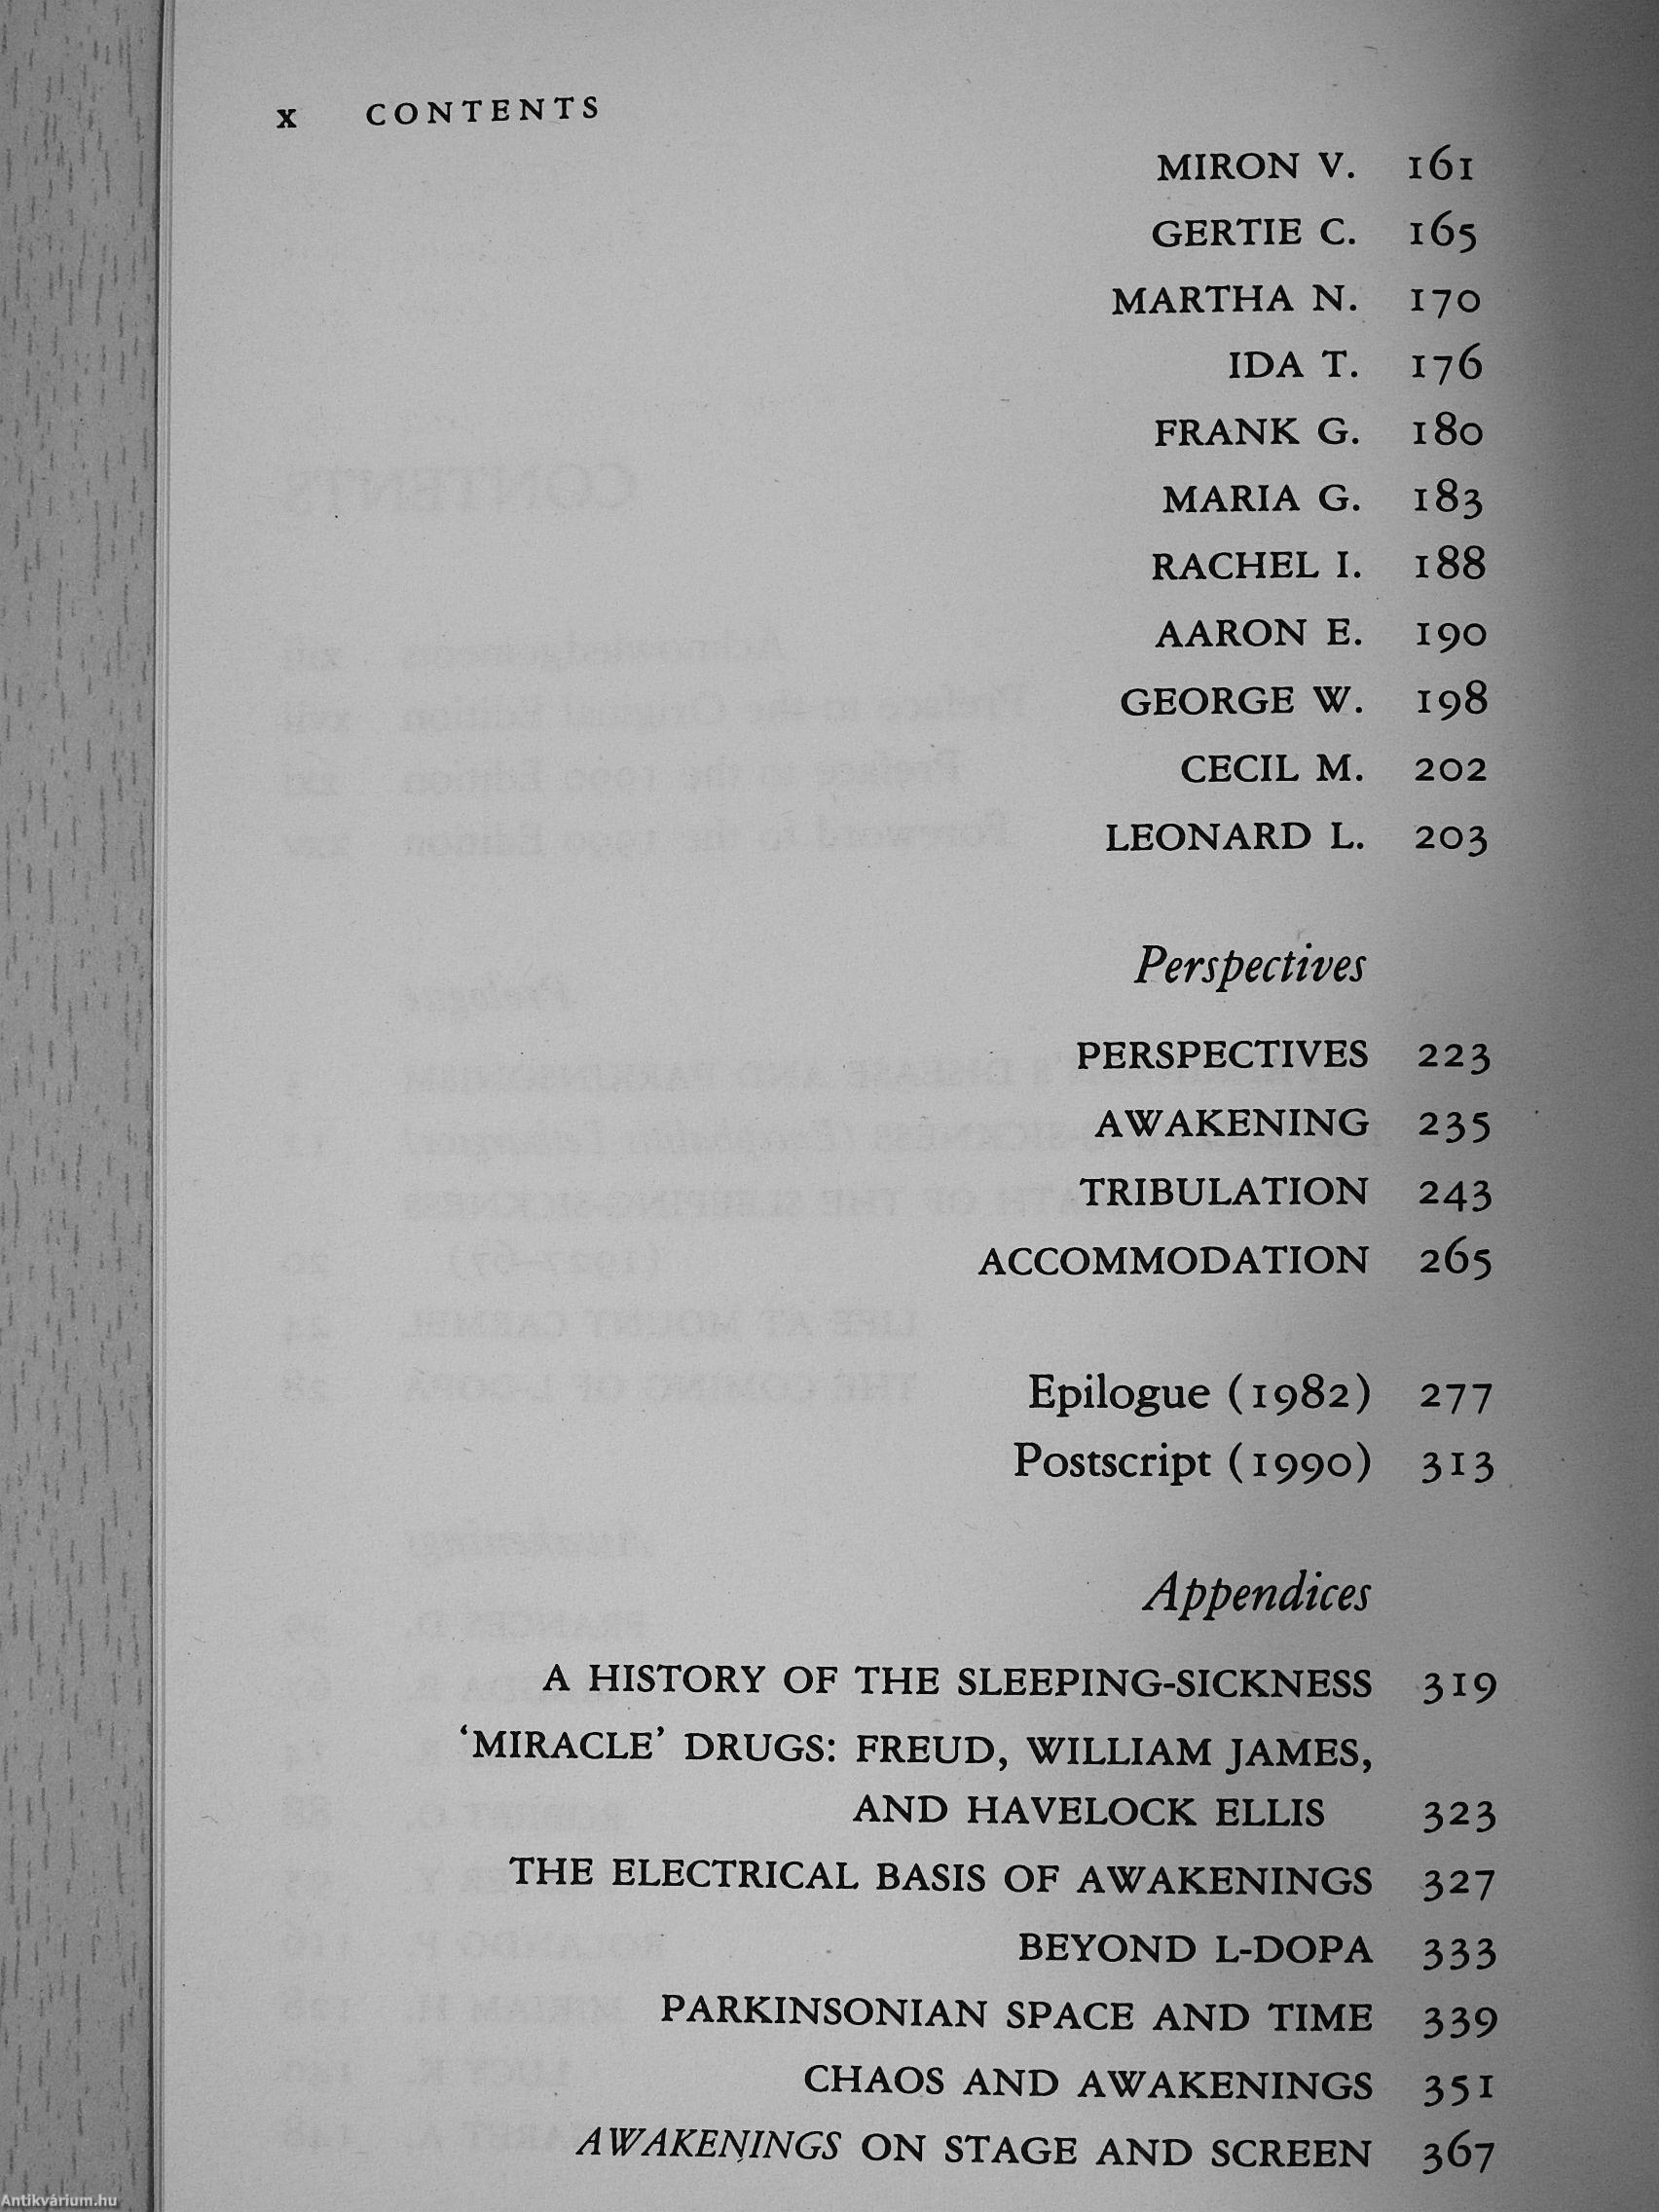 x CONTENTS
MIRON V. 161
GERTIE C. 165
MARTHA N. 170
IDA T. 176
FRANK G. 180
MARIA G. 183
RACHEL I. 188
AARON E. 190
GEORGE W. 198
CECIL M. 202
LEONARD L. 203
Perspectives
PERSPECTIVES 223
AWAKENING 235
TRIBULATION 243
ACCOMMODATION 265
Epilogue (1982) 277
Postscript (1990) 313
Appendices
A HISTORY OF THE SLEEPING-SICKNESS 319
‘MIRACLE’ DRUGS: FREUD, WILLIAM JAMES,
AND HAVELOCK ELLIS 323
THE ELECTRICAL BASIS OF AWAKENINGS 327
BEYOND L-DOPA 333
PARKINSONIAN SPACE AND TIME 339
CHAOS AND AWAKENINGS 351
AWAKENINGS ON STAGE AND SCREEN 367
Antikvárium.hu